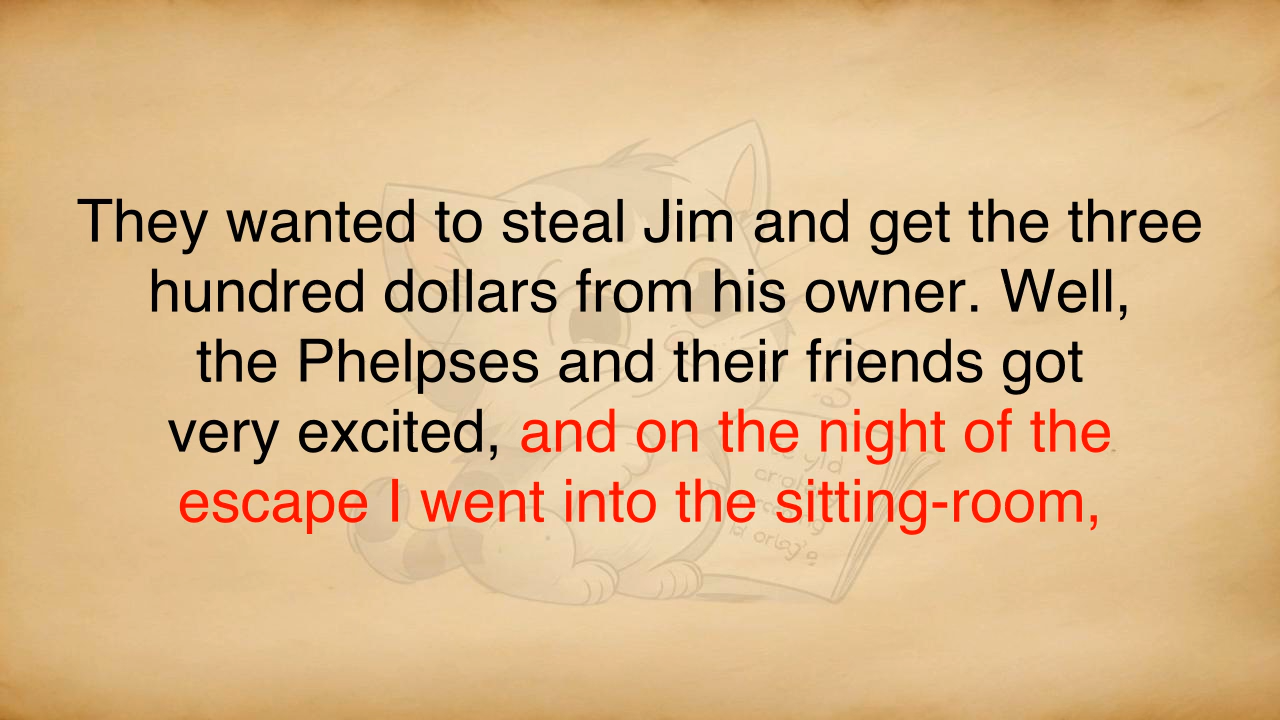 They wanted to steal Jim and get the three
hundred dollars from his owner. Well,
the Phelpses and their friends got
very excited, and on the night of the
escape I went into the sitting-room,